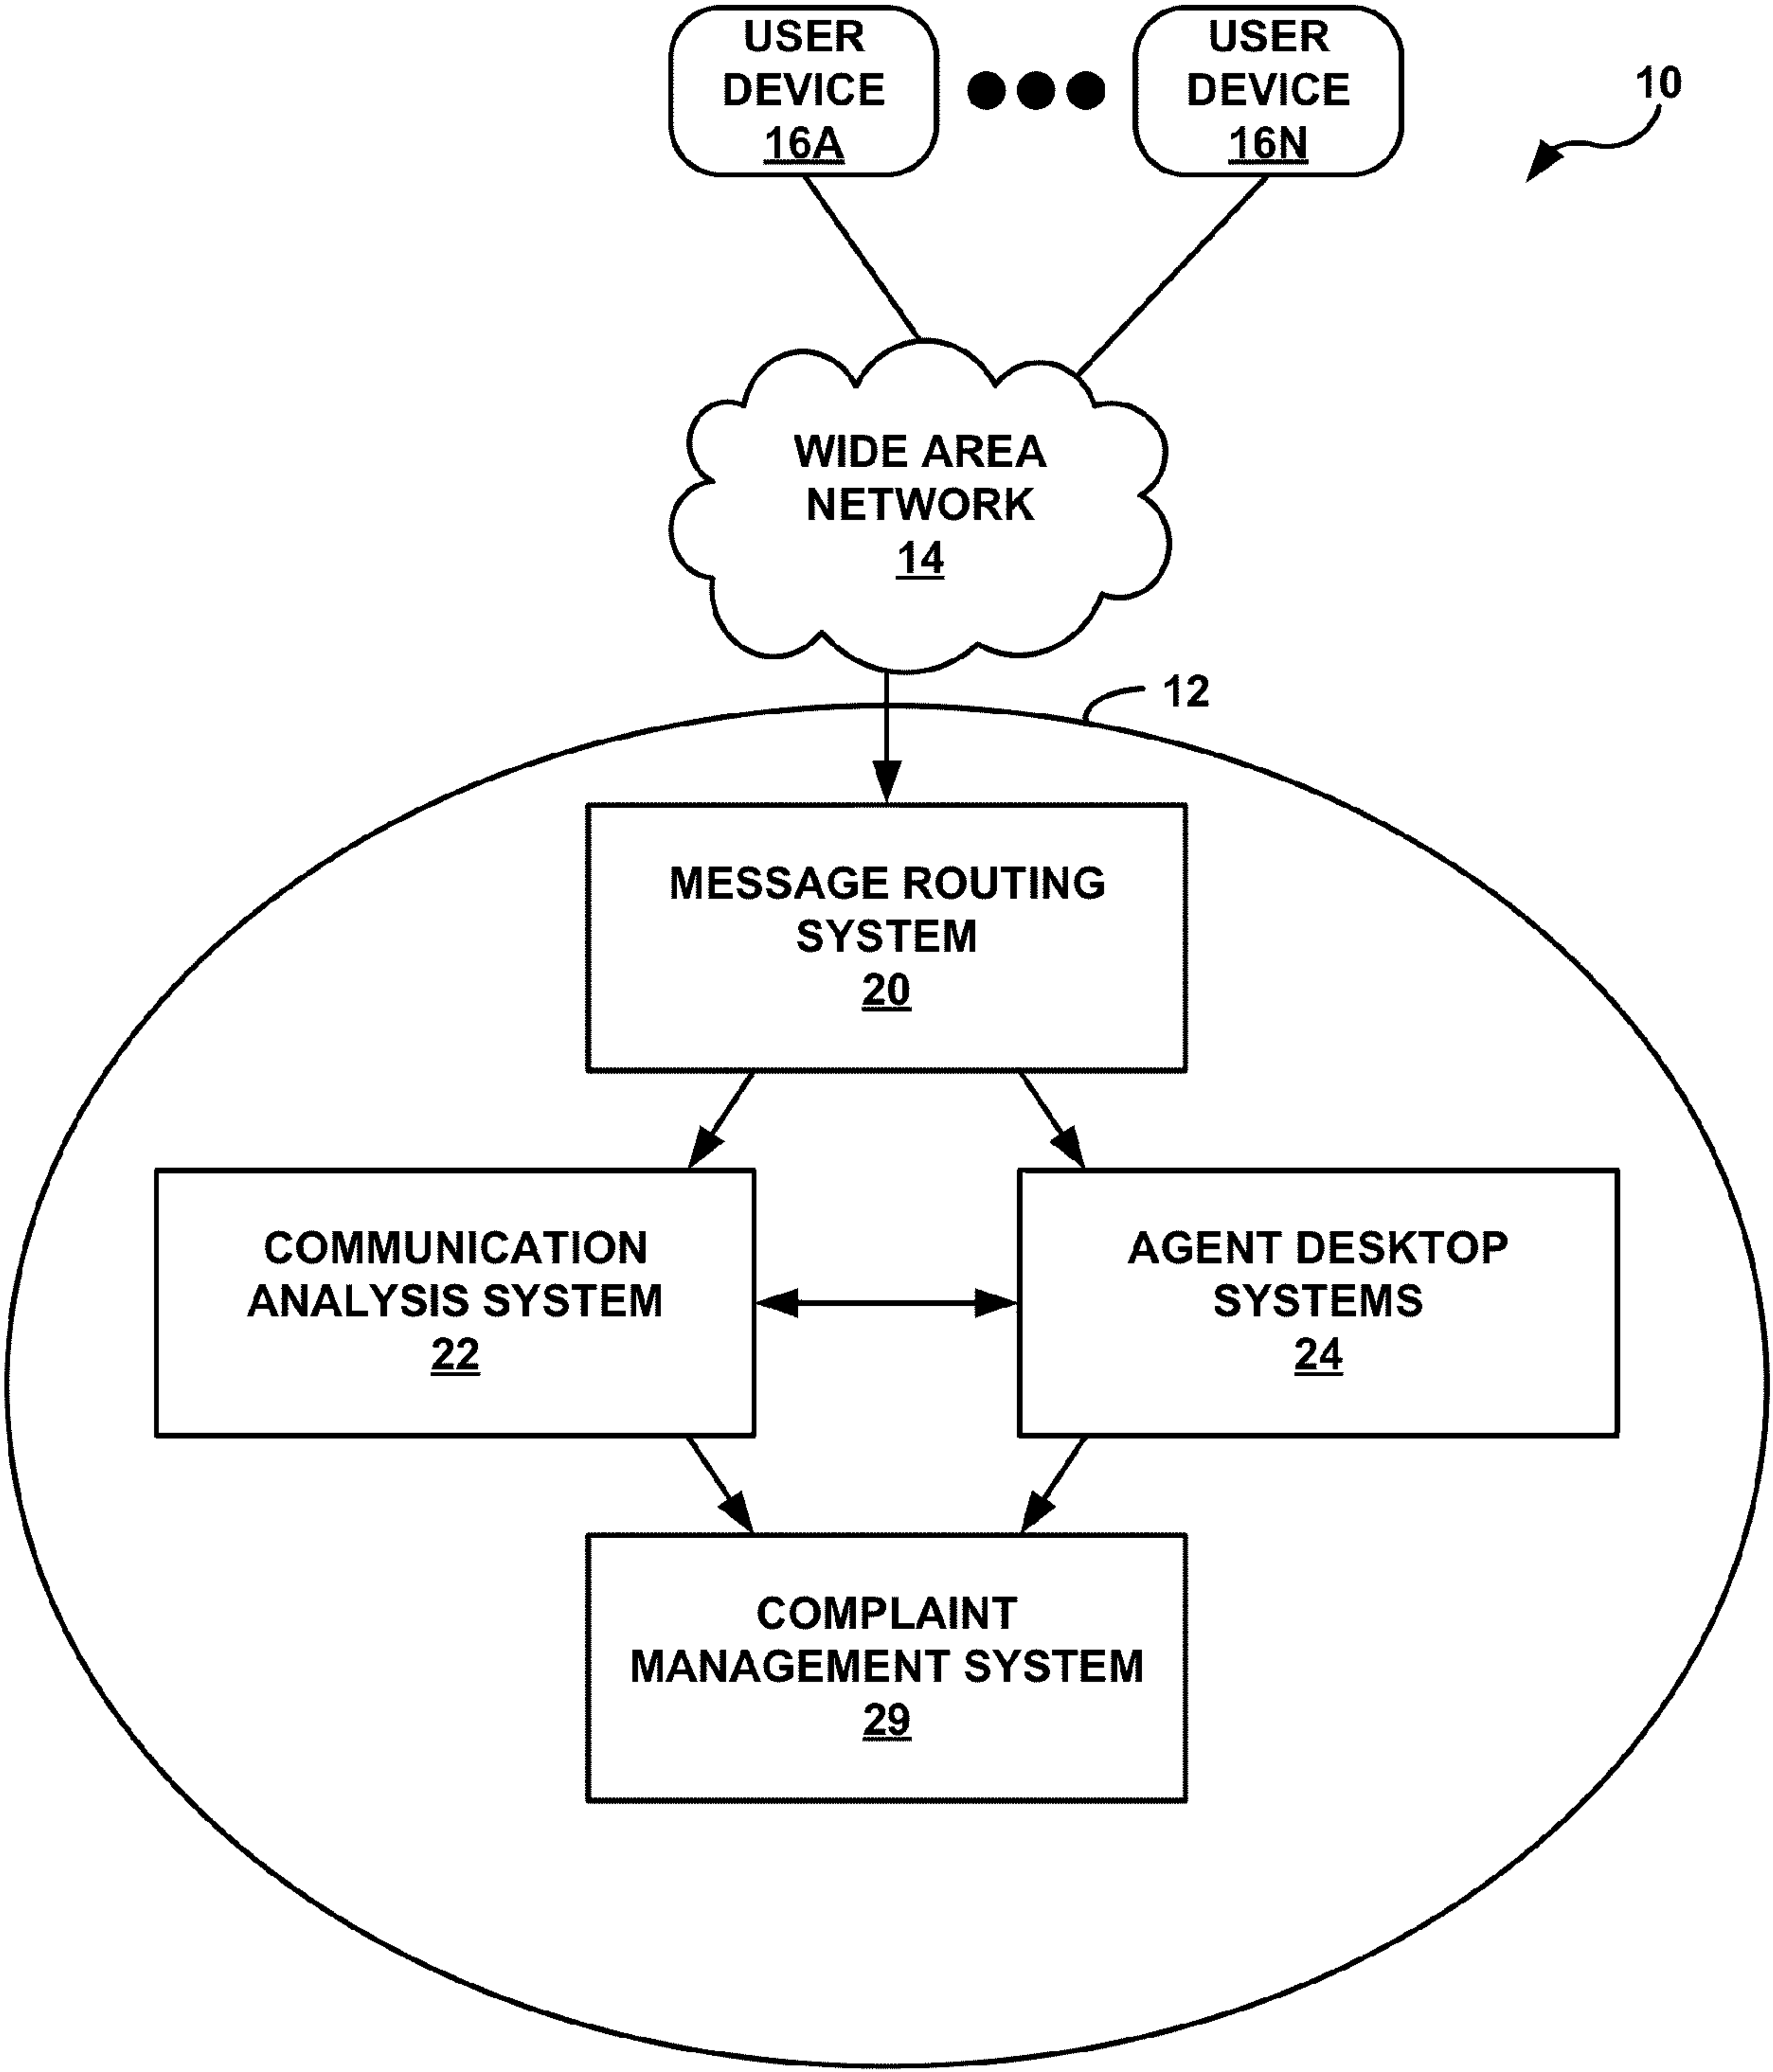 USER
DEVICE
16A
USER
DEVICE
16N
10
WIDE AREA
NETWORK
14
12
MESSAGE ROUTING
SYSTEM
20
COMMUNICATION
ANALYSIS SYSTEM
22
AGENT DESKTOP
SYSTEMS
24
COMPLAINT
MANAGEMENT SYSTEM
29